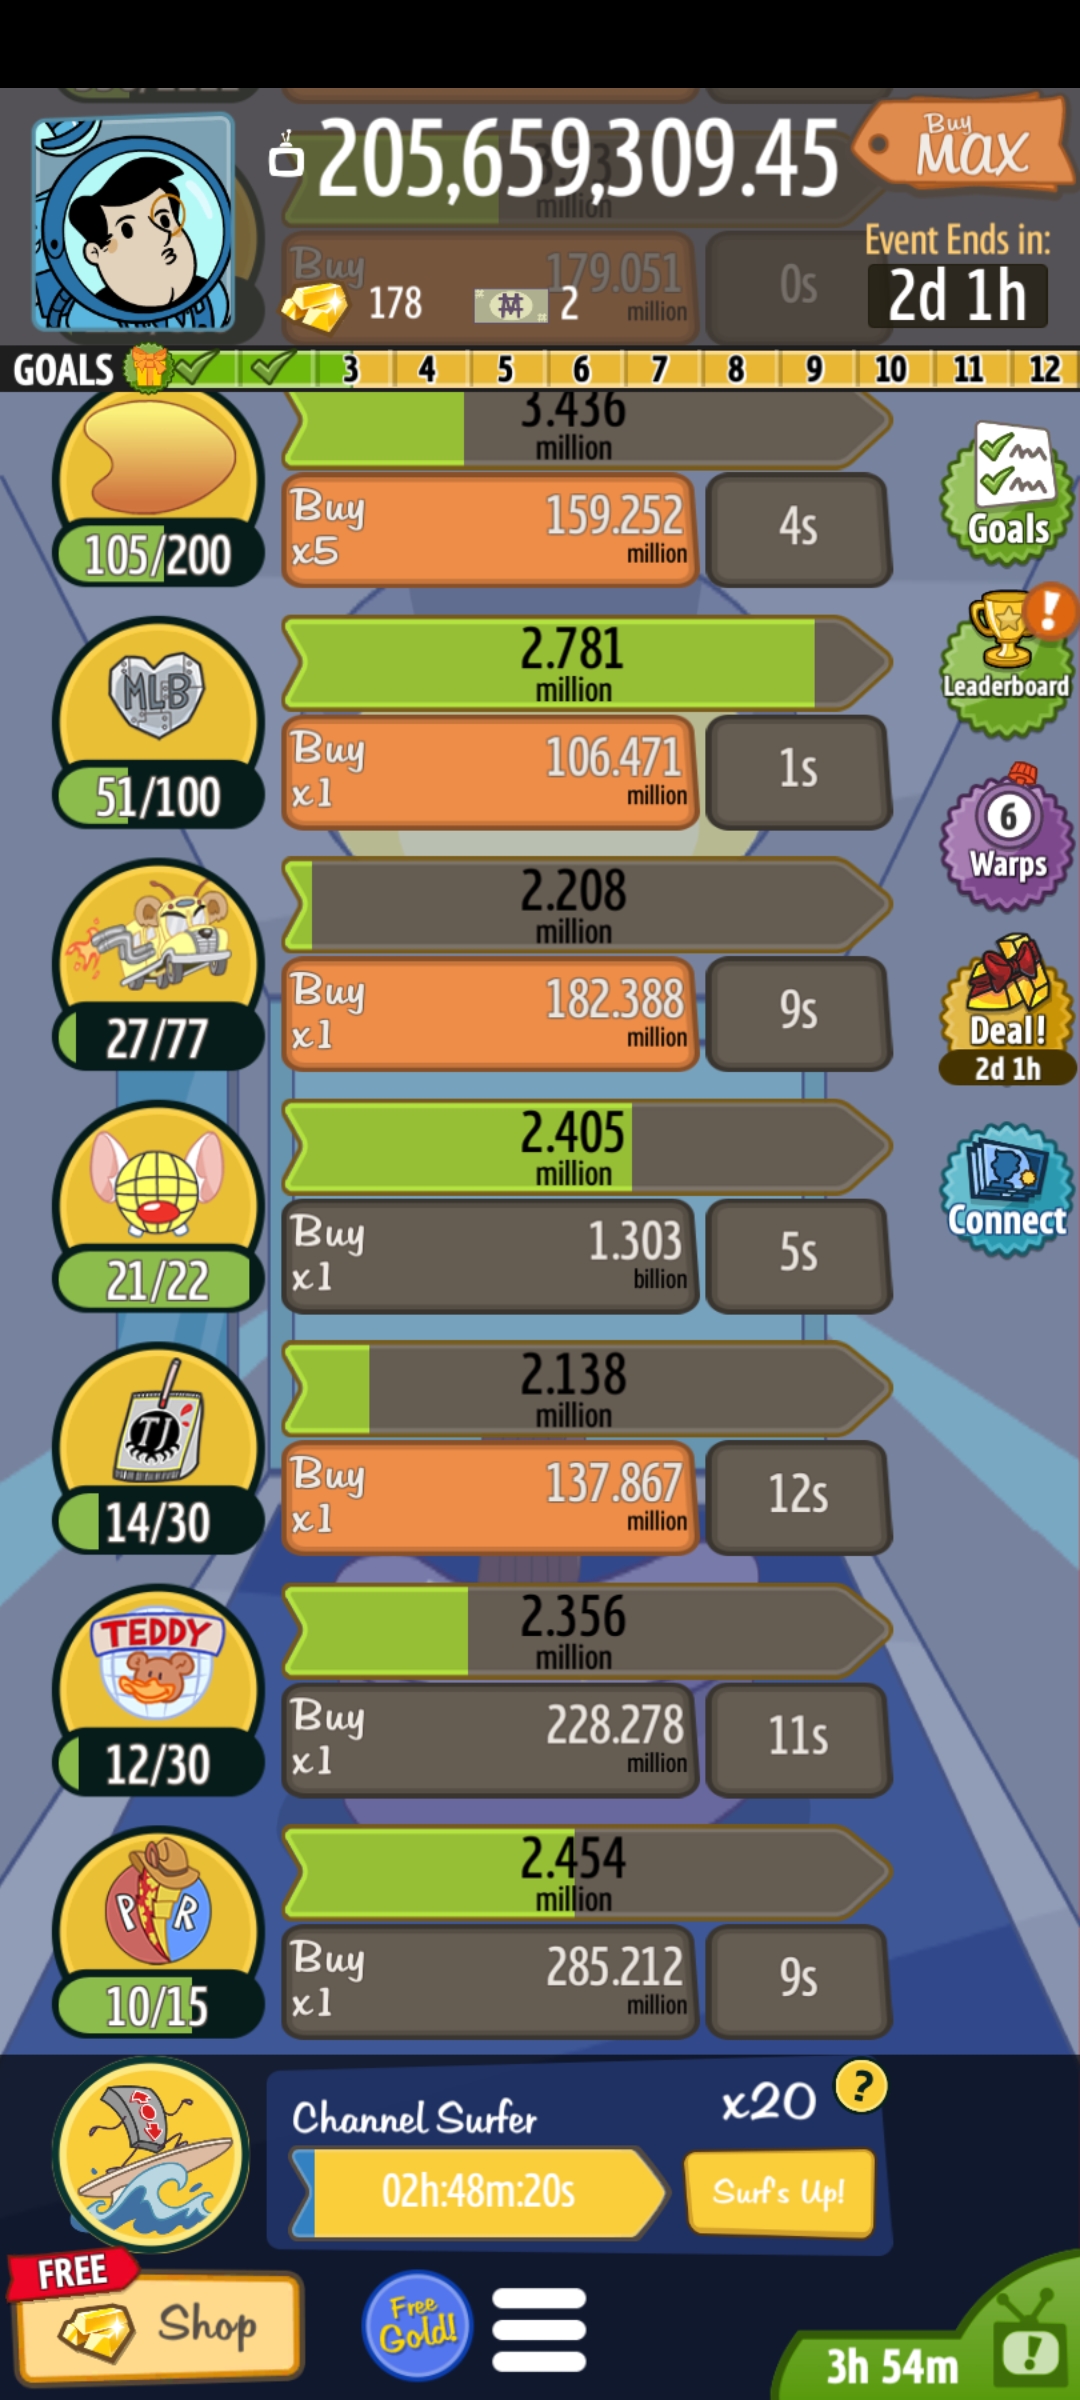 205,659,309.45
Buy
MAX
million
Event Ends in:
2d 1h
Buy
179.051
million
0s
178
2
GOALS 3 4 5 6 7 8 9 10 11 12
3.436
million
Buy
x5
159.252
million
4s
105/200
Goals
MLB
2.781
million
Buy
x1
106.471
million
1s
51/100
Leaderboard
6
Warps
2.208
million
Buy
x1
182.388
million
9s
27/77
Deal!
2d 1h
2.405
million
Buy
x1
1.303
billion
5s
21/22
Connect
TJ
2.138
million
Buy
x1
137.867
million
12s
14/30
TEDDY
2.356
million
Buy
x1
228.278
million
11s
12/30
P R
2.454
million
Buy
x1
285.212
million
9s
10/15
Channel Surfer
x20
?
02h:48m:20s
Surf's Up!
FREE
Shop
Free
Gold!
3h 54m